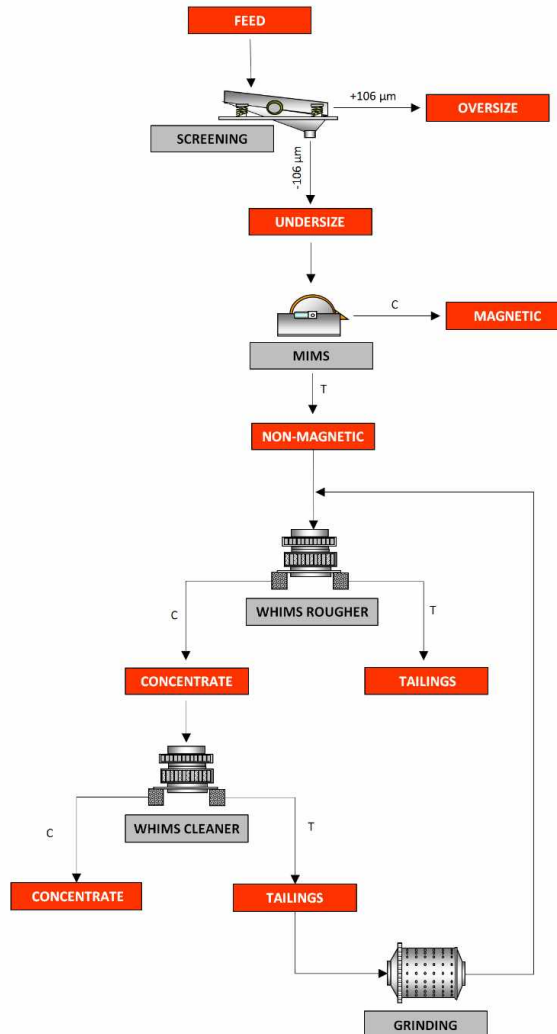 FEED
+106 µm
OVERSIZE
SCREENING
-106 µm
UNDERSIZE
C
MAGNETIC
MIMS
T
NON-MAGNETIC
WHIMS ROUGHER
C
T
CONCENTRATE
TAILINGS
WHIMS CLEANER
C
T
CONCENTRATE
TAILINGS
GRINDING